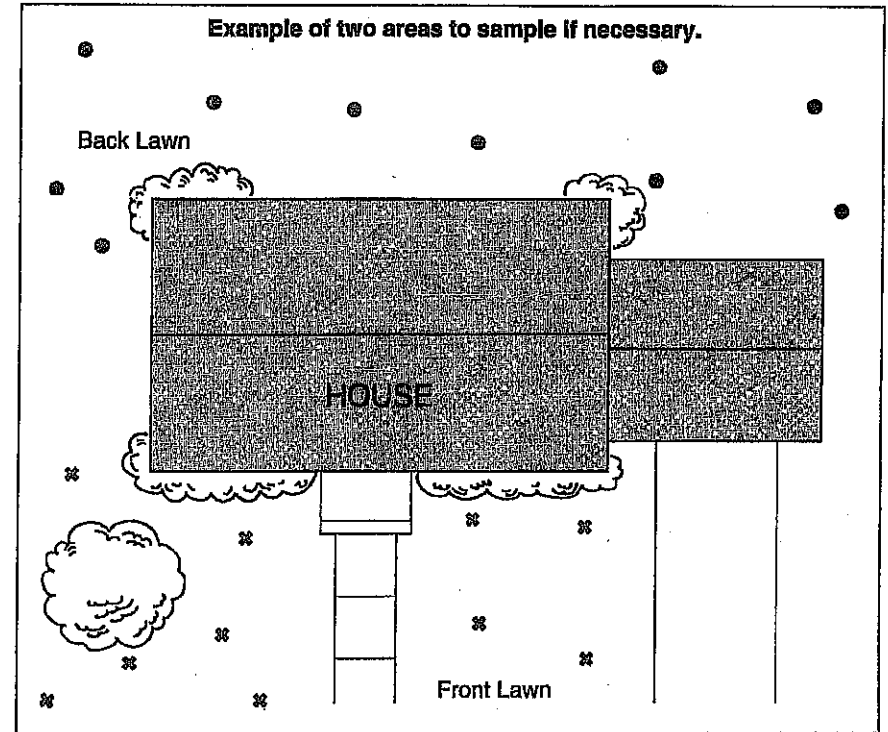 Example of two areas to sample if necessary.
Back Lawn
HOUSE
Front Lawn